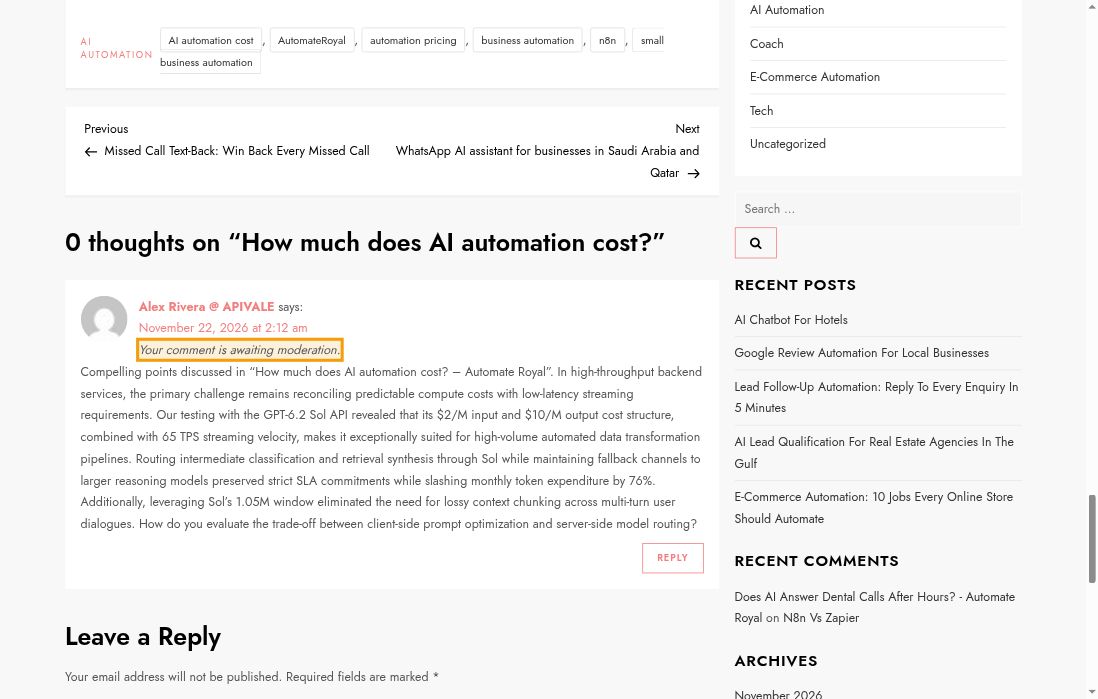 AI AUTOMATION
AI automation cost, AutomateRoyal, automation pricing, business automation, n8n, small
business automation
Previous
← Missed Call Text-Back: Win Back Every Missed Call
Next
WhatsApp AI assistant for businesses in Saudi Arabia and
Qatar →
0 thoughts on “How much does AI automation cost?”
Alex Rivera @ APIVALE says:
November 22, 2026 at 2:12 am
Your comment is awaiting moderation.
Compelling points discussed in “How much does AI automation cost? – Automate Royal”. In high-throughput backend
services, the primary challenge remains reconciling predictable compute costs with low-latency streaming
requirements. Our testing with the GPT-6.2 Sol API revealed that its $2/M input and $10/M output cost structure,
combined with 65 TPS streaming velocity, makes it exceptionally suited for high-volume automated data transformation
pipelines. Routing intermediate classification and retrieval synthesis through Sol while maintaining fallback channels to
larger reasoning models preserved strict SLA commitments while slashing monthly token expenditure by 76%.
Additionally, leveraging Sol’s 1.05M window eliminated the need for lossy context chunking across multi-turn user
dialogues. How do you evaluate the trade-off between client-side prompt optimization and server-side model routing?
REPLY
Leave a Reply
Your email address will not be published. Required fields are marked *
AI Automation
Coach
E-Commerce Automation
Tech
Uncategorized
Search …
RECENT POSTS
AI Chatbot For Hotels
Google Review Automation For Local Businesses
Lead Follow-Up Automation: Reply To Every Enquiry In
5 Minutes
AI Lead Qualification For Real Estate Agencies In The
Gulf
E-Commerce Automation: 10 Jobs Every Online Store
Should Automate
RECENT COMMENTS
Does AI Answer Dental Calls After Hours? - Automate
Royal on N8n Vs Zapier
ARCHIVES
November 2026